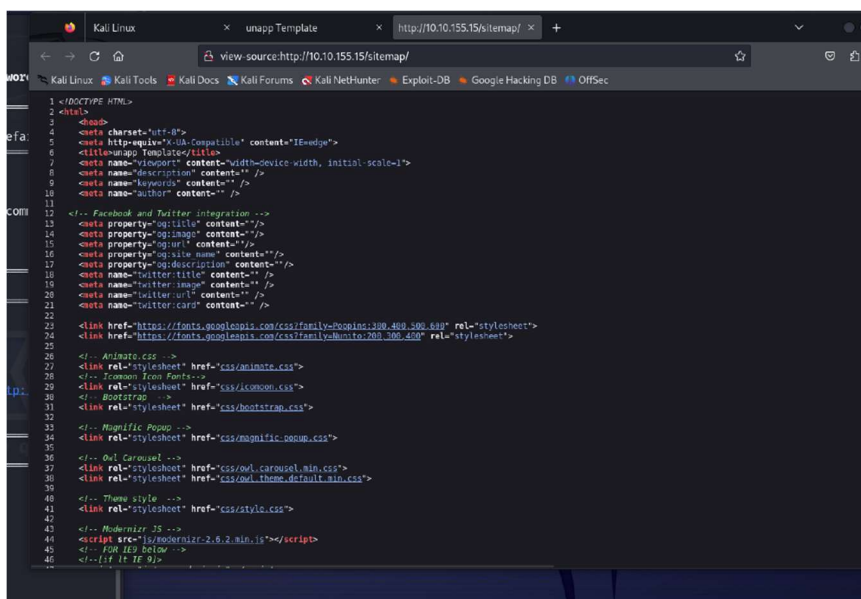 Kali Linux × unapp Template × http://10.10.155.15/sitemap/ × +
view-source:http://10.10.155.15/sitemap/
Kali Linux Kali Tools Kali Docs Kali Forums Kali NetHunter Exploit-DB Google Hacking DB OffSec
1 <!DOCTYPE HTML>
2 <html>
3 <head>
4 <meta charset="utf-8">
5 <meta http-equiv="X-UA-Compatible" content="IE=edge">
6 <title>unapp Template</title>
7 <meta name="viewport" content="width=device-width, initial-scale=1">
8 <meta name="description" content="" />
9 <meta name="keywords" content="" />
10 <meta name="author" content="" />
11
12 <!-- Facebook and Twitter integration -->
13 <meta property="og:title" content=""/>
14 <meta property="og:image" content=""/>
15 <meta property="og:url" content=""/>
16 <meta property="og:site_name" content=""/>
17 <meta property="og:description" content=""/>
18 <meta name="twitter:title" content="" />
19 <meta name="twitter:image" content="" />
20 <meta name="twitter:url" content="" />
21 <meta name="twitter:card" content="" />
22
23 <link href="https://fonts.googleapis.com/css?family=Poppins:300,400,500,600" rel="stylesheet">
24 <link href="https://fonts.googleapis.com/css?family=Nunito:200,300,400" rel="stylesheet">
25
26 <!-- Animate.css -->
27 <link rel="stylesheet" href="css/animate.css">
28 <!-- Icomoon Icon Fonts-->
29 <link rel="stylesheet" href="css/icomoon.css">
30 <!-- Bootstrap -->
31 <link rel="stylesheet" href="css/bootstrap.css">
32
33 <!-- Magnific Popup -->
34 <link rel="stylesheet" href="css/magnific-popup.css">
35
36 <!-- Owl Carousel -->
37 <link rel="stylesheet" href="css/owl.carousel.min.css">
38 <link rel="stylesheet" href="css/owl.theme.default.min.css">
39
40 <!-- Theme style -->
41 <link rel="stylesheet" href="css/style.css">
42
43 <!-- Modernizr JS -->
44 <script src="js/modernizr-2.6.2.min.js"></script>
45 <!-- FOR IE9 below -->
46 <!--[if lt IE 9]>